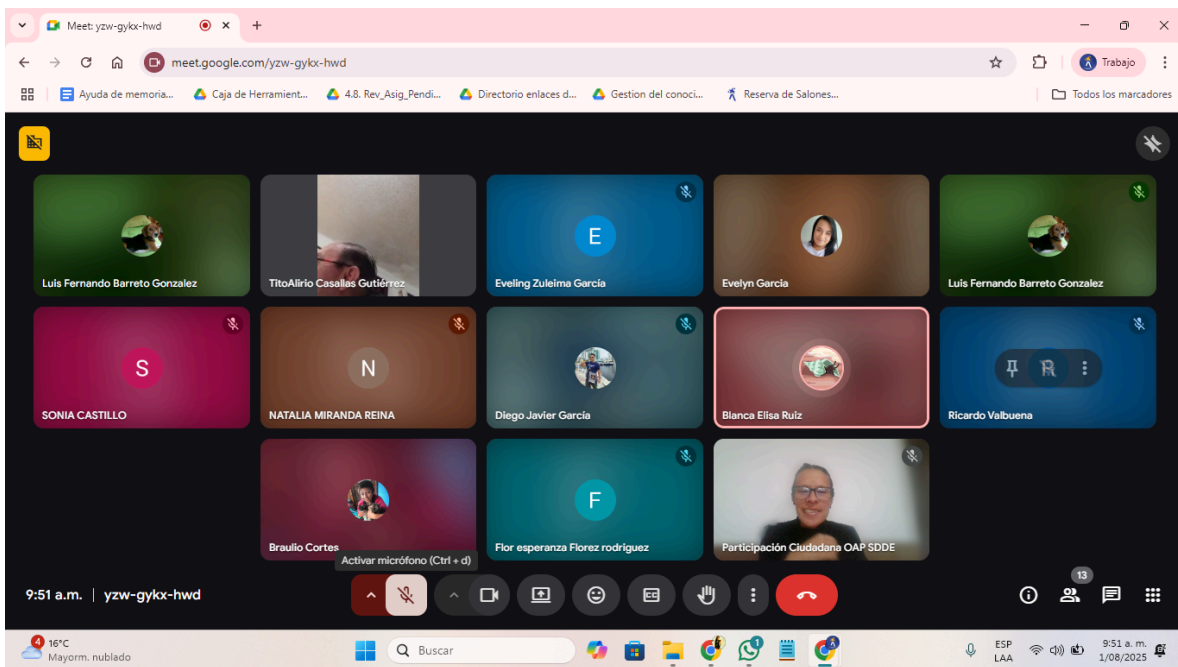 Meet: yzw-gykx-hwd
meet.google.com/yzw-gykx-hwd
Trabajo
Ayuda de memoria...
Caja de Herramient...
4.8. Rev_Asig_Pendi...
Directorio enlaces d...
Gestion del conoci...
Reserva de Salones...
Todos los marcadores
Luis Fernando Barreto Gonzalez
TitoAlirio Casallas Gutiérrez
E
Eveling Zuleima García
Evelyn Garcia
Luis Fernando Barreto Gonzalez
S
SONIA CASTILLO
N
NATALIA MIRANDA REINA
Diego Javier García
Blanca Elisa Ruiz
R
Ricardo Valbuena
Braulio Cortes
F
Flor esperanza Florez rodriguez
Participación Ciudadana OAP SDDE
Activar micrófono (Ctrl + d)
9:51 a.m. | yzw-gykx-hwd
CC
13
4
16°C
Mayorm. nublado
Buscar
ESP
LAA
9:51 a. m.
1/08/2025